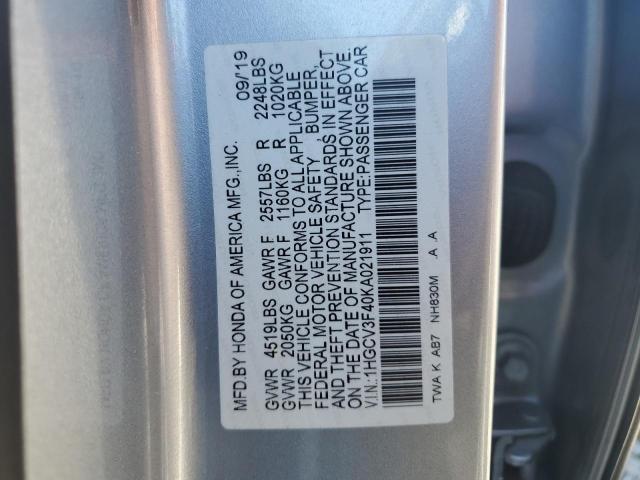 MFD.BY HONDA OF AMERICA MFG.,INC. 09/'19
GVWR 4519LBS GAWR F 2557LBS R 2248LBS
GVWR 2050KG GAWR F 1160KG R 1020KG
THIS VEHICLE CONFORMS TO ALL APPLICABLE
FEDERAL MOTOR VEHICLE SAFETY , BUMPER,
AND THEFT PREVENTION STANDARDS IN EFFECT
ON THE DATE OF MANUFACTURE SHOWN ABOVE.
V.I.N.:1HGCV3F40KA021911 TYPE:PASSENGER CAR
TWA K AB7 NH830M .A .A